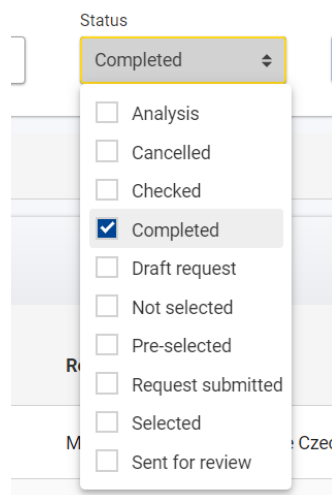 Status
Completed
Analysis
Cancelled
Checked
Completed
Draft request
Not selected
Pre-selected
Request submitted
Selected
Sent for review